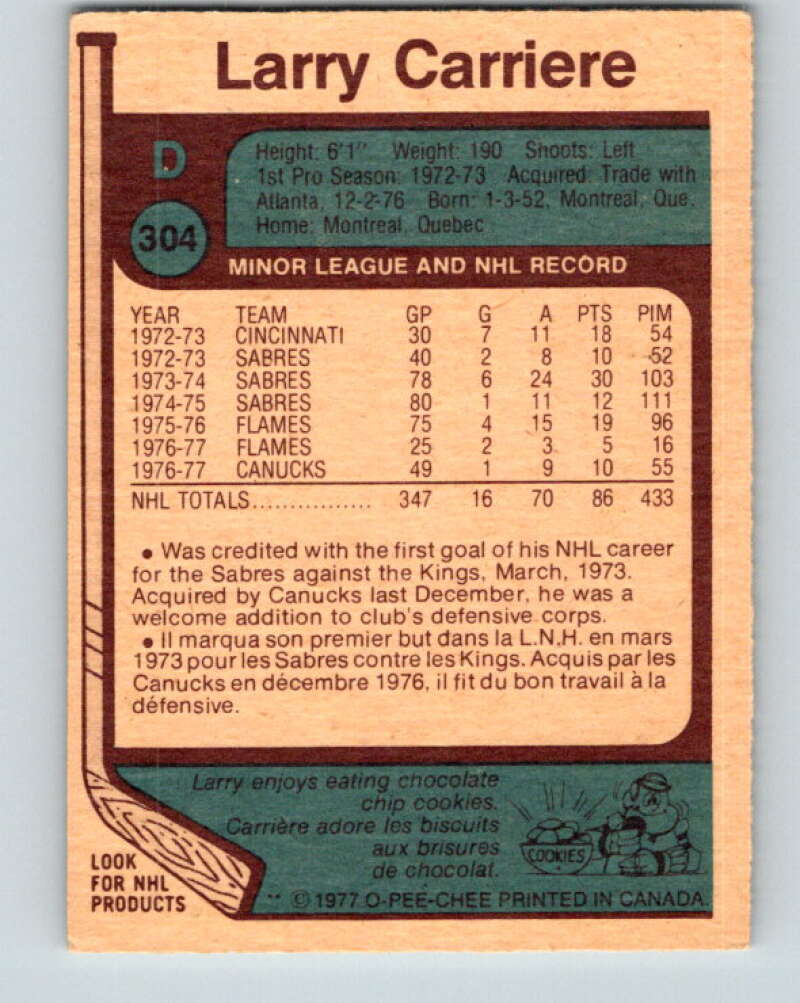 Larry Carriere
D
304
Height: 6'1" Weight: 190 Shoots: Left
1st Pro Season: 1972-73 Acquired: Trade with
Atlanta, 12-2-76 Born: 1-3-52, Montreal, Que.
Home: Montreal, Quebec
MINOR LEAGUE AND NHL RECORD
YEAR TEAM GP G A PTS PIM
1972-73 CINCINNATI 30 7 11 18 54
1972-73 SABRES 40 2 8 10 52
1973-74 SABRES 78 6 24 30 103
1974-75 SABRES 80 1 11 12 111
1975-76 FLAMES 75 4 15 19 96
1976-77 FLAMES 25 2 3 5 16
1976-77 CANUCKS 49 1 9 10 55
NHL TOTALS................ 347 16 70 86 433
• Was credited with the first goal of his NHL career
for the Sabres against the Kings, March, 1973.
Acquired by Canucks last December, he was a
welcome addition to club's defensive corps.
• Il marqua son premier but dans la L.N.H. en mars
1973 pour les Sabres contre les Kings. Acquis par les
Canucks en décembre 1976, il fit du bon travail à la
défensive.
Larry enjoys eating chocolate
chip cookies.
Carrière adore les biscuits
aux brisures
de chocolat.
COOKIES
LOOK
FOR NHL
PRODUCTS
** © 1977 O-PEE-CHEE PRINTED IN CANADA.